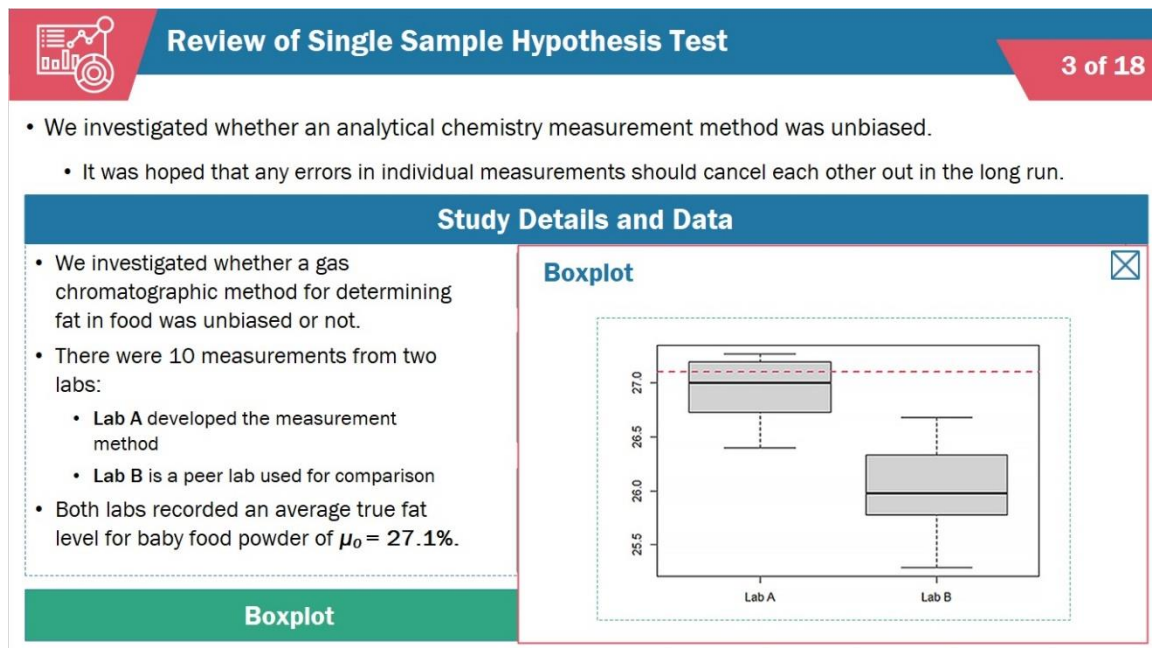 Review of Single Sample Hypothesis Test
3 of 18
• We investigated whether an analytical chemistry measurement method was unbiased.
• It was hoped that any errors in individual measurements should cancel each other out in the long run.
Study Details and Data
• We investigated whether a gas
chromatographic method for determining
fat in food was unbiased or not.
• There were 10 measurements from two
labs:
• Lab A developed the measurement
method
• Lab B is a peer lab used for comparison
• Both labs recorded an average true fat
level for baby food powder of μ₀ = 27.1%.
Boxplot
Boxplot
27.0
26.5
26.0
25.5
Lab A
Lab B